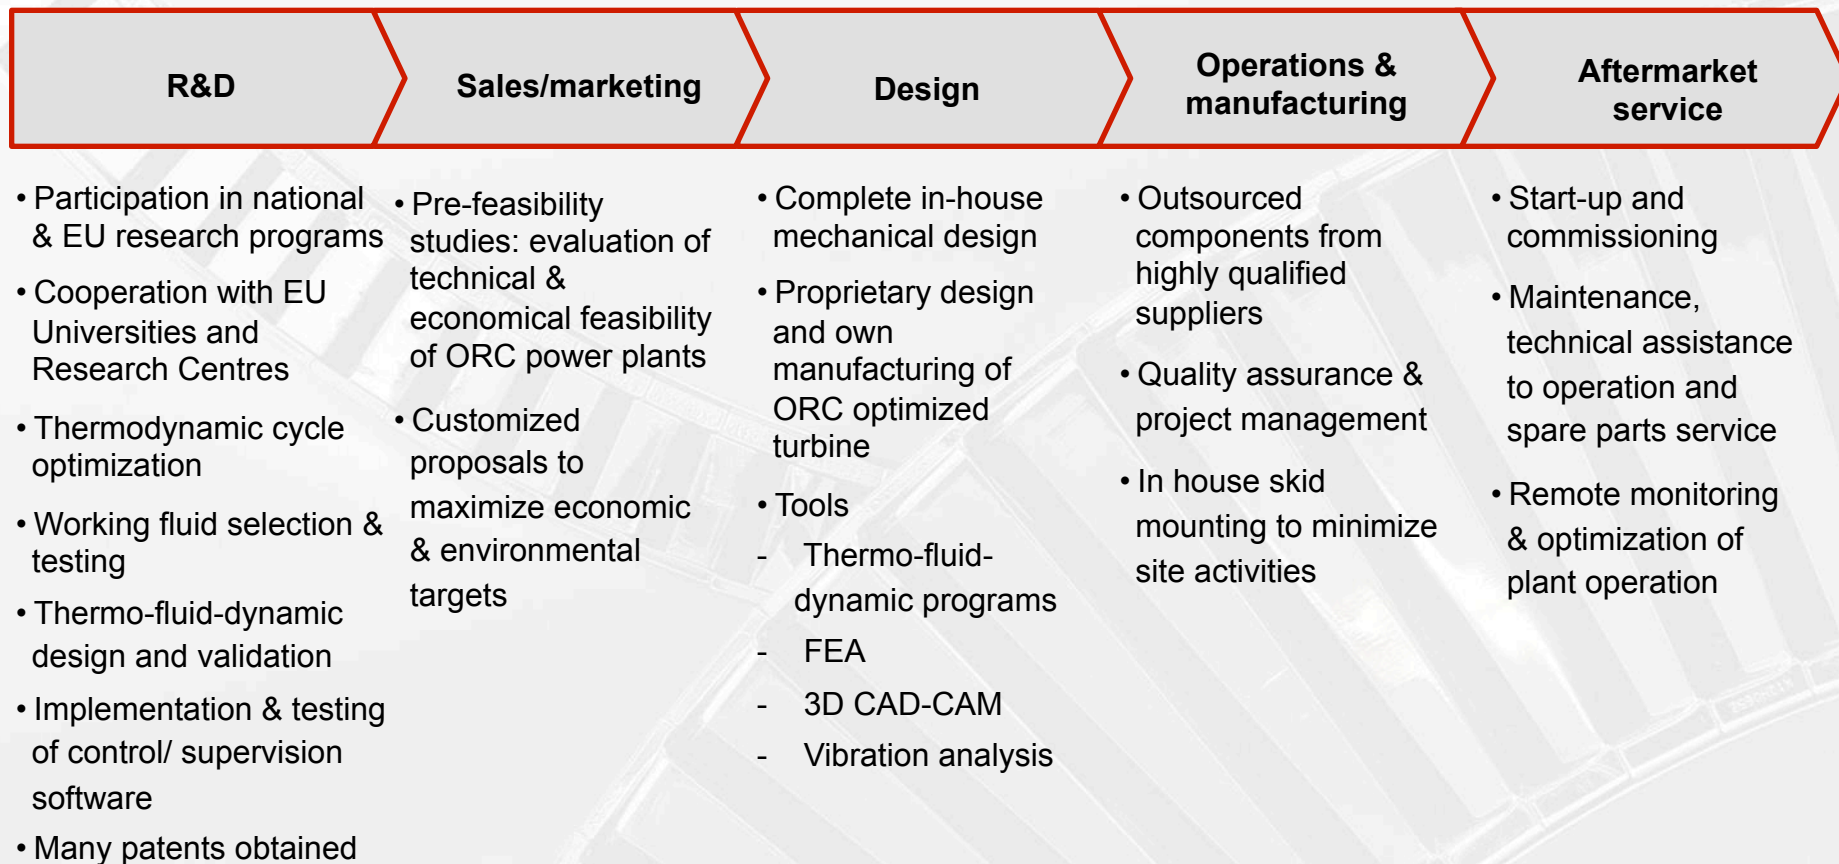 R&D
Sales/marketing
Design
Operations &
manufacturing
Aftermarket
service
• Participation in national
& EU research programs
• Cooperation with EU
Universities and
Research Centres
• Thermodynamic cycle
optimization
• Working fluid selection &
testing
• Thermo-fluid-dynamic
design and validation
• Implementation & testing
of control/ supervision
software
• Many patents obtained
• Pre-feasibility
studies: evaluation of
technical &
economical feasibility
of ORC power plants
• Customized
proposals to
maximize economic
& environmental
targets
• Complete in-house
mechanical design
• Proprietary design
and own
manufacturing of
ORC optimized
turbine
• Tools
- Thermo-fluid-
dynamic programs
- FEA
- 3D CAD-CAM
- Vibration analysis
• Outsourced
components from
highly qualified
suppliers
• Quality assurance &
project management
• In house skid
mounting to minimize
site activities
• Start-up and
commissioning
• Maintenance,
technical assistance
to operation and
spare parts service
• Remote monitoring
& optimization of
plant operation